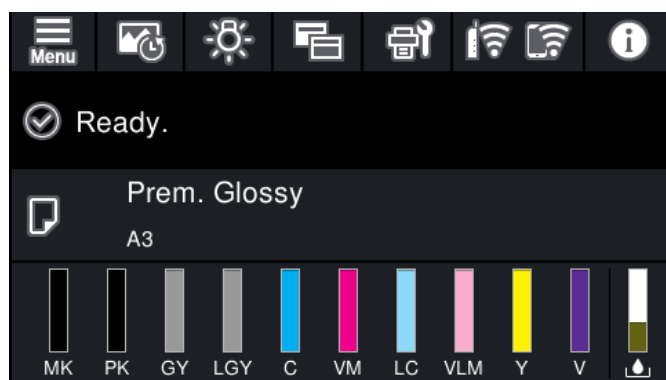 Menu
Ready.
Prem. Glossy
A3
MK PK GY LGY C VM LC VLM Y V